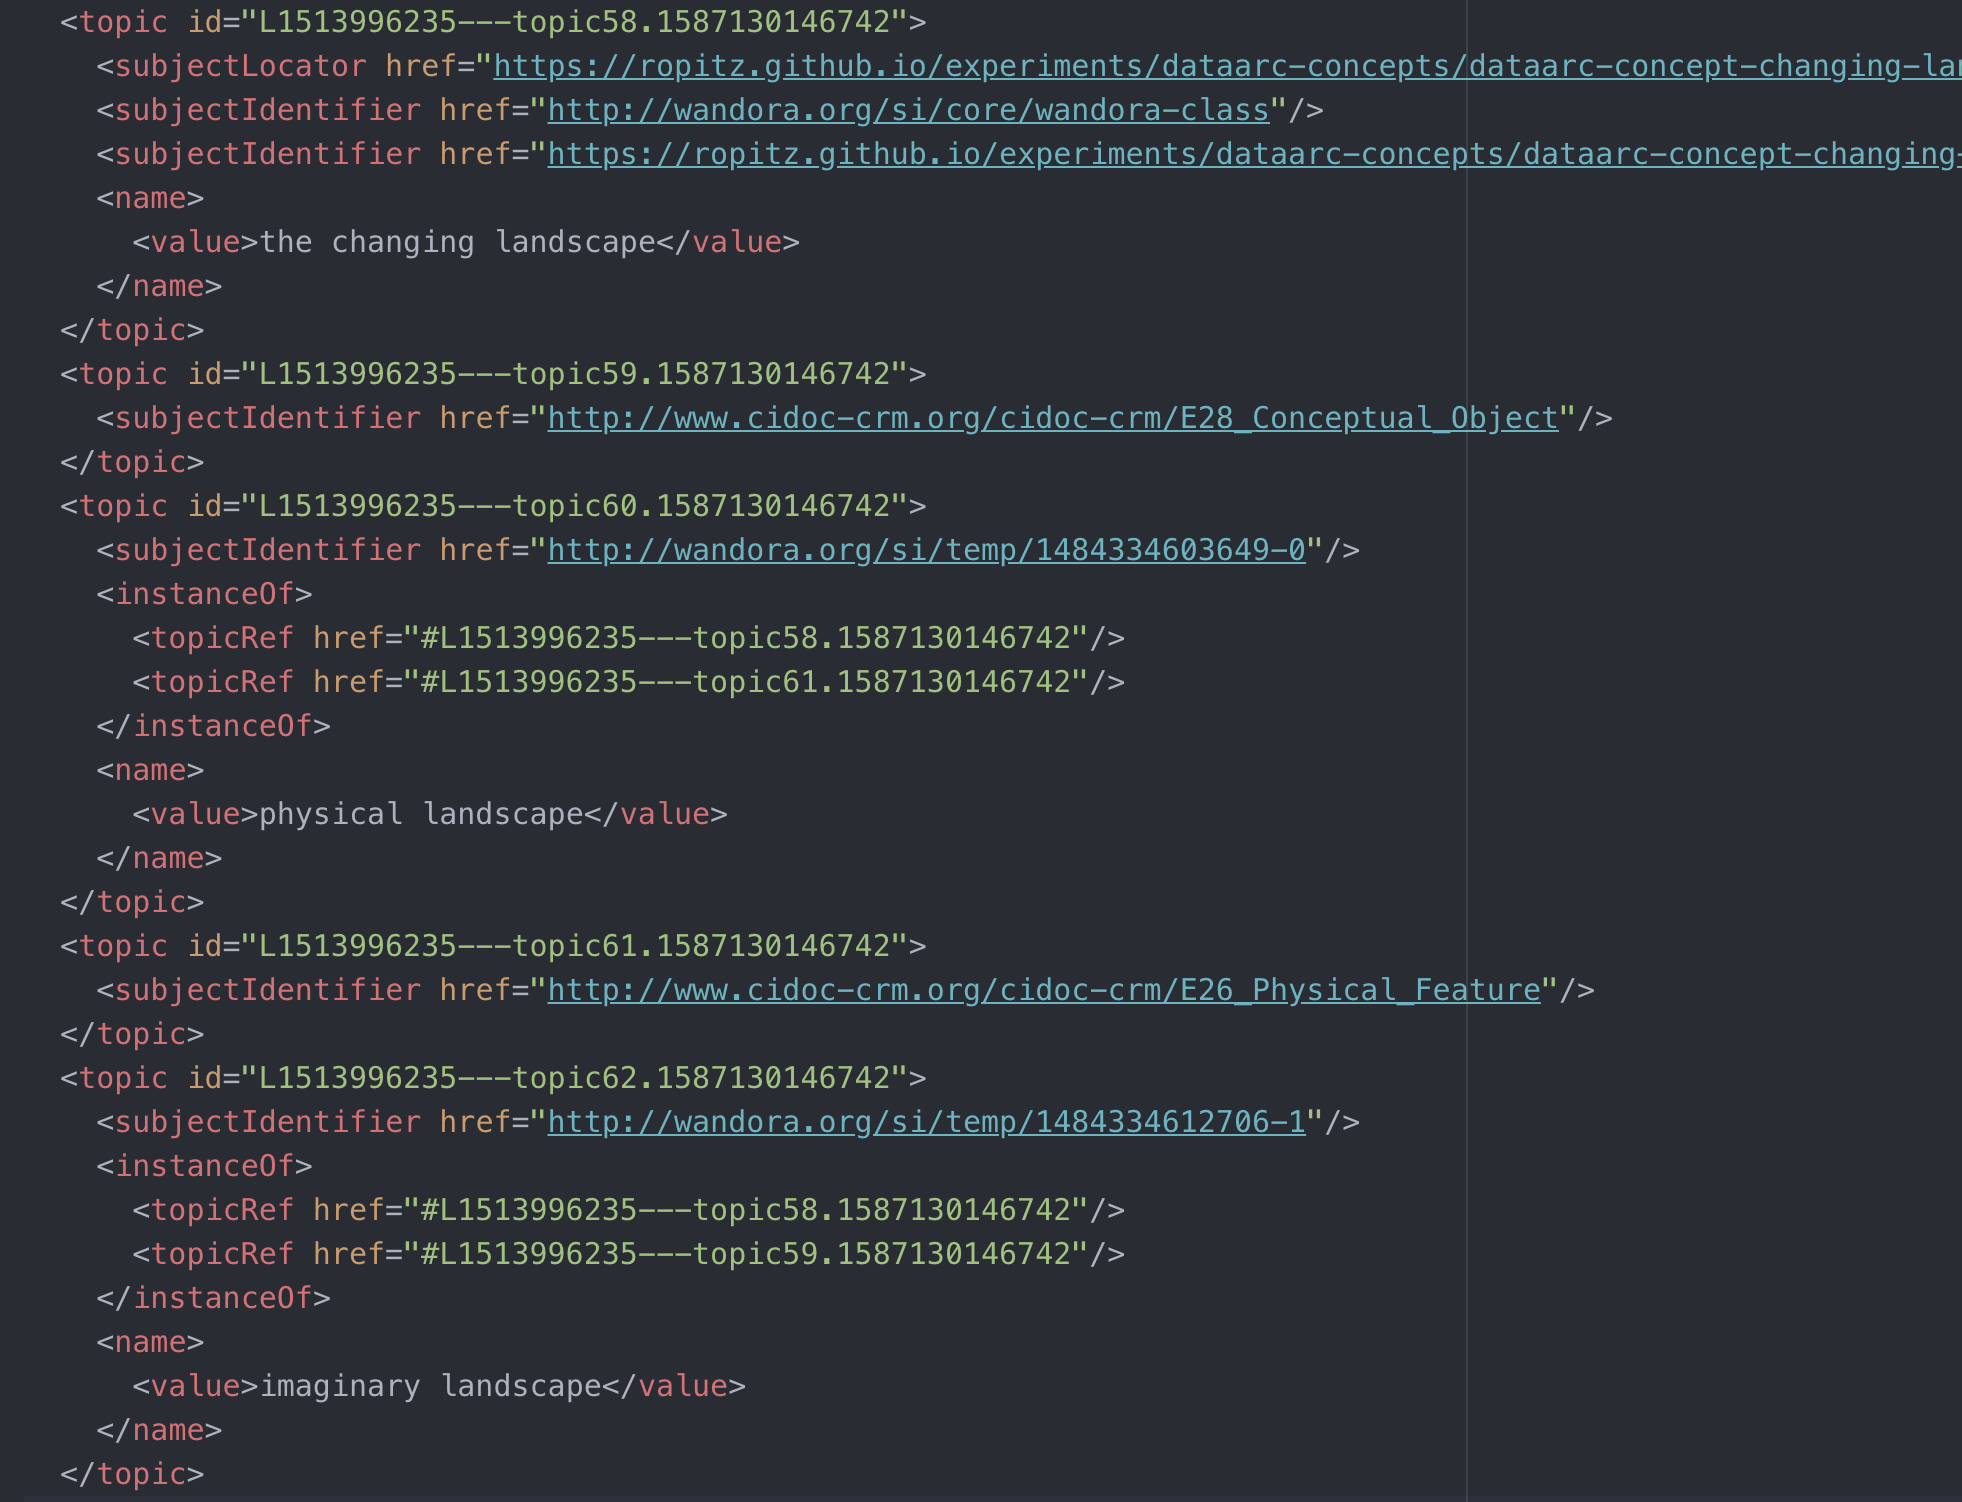 <topic id="L1513996235---topic58.1587130146742">
<subjectLocator href="https://ropitz.github.io/experiments/dataarc-concepts/dataarc-concept-changing-lan
<subjectIdentifier href="http://wandora.org/si/core/wandora-class"/>
<subjectIdentifier href="https://ropitz.github.io/experiments/dataarc-concepts/dataarc-concept-changing-
<name>
<value>the changing landscape</value>
</name>
</topic>
<topic id="L1513996235---topic59.1587130146742">
<subjectIdentifier href="http://www.cidoc-crm.org/cidoc-crm/E28_Conceptual_Object"/>
</topic>
<topic id="L1513996235---topic60.1587130146742">
<subjectIdentifier href="http://wandora.org/si/temp/1484334603649-0"/>
<instanceOf>
<topicRef href="#L1513996235---topic58.1587130146742"/>
<topicRef href="#L1513996235---topic61.1587130146742"/>
</instanceOf>
<name>
<value>physical landscape</value>
</name>
</topic>
<topic id="L1513996235---topic61.1587130146742">
<subjectIdentifier href="http://www.cidoc-crm.org/cidoc-crm/E26_Physical_Feature"/>
</topic>
<topic id="L1513996235---topic62.1587130146742">
<subjectIdentifier href="http://wandora.org/si/temp/1484334612706-1"/>
<instanceOf>
<topicRef href="#L1513996235---topic58.1587130146742"/>
<topicRef href="#L1513996235---topic59.1587130146742"/>
</instanceOf>
<name>
<value>imaginary landscape</value>
</name>
</topic>